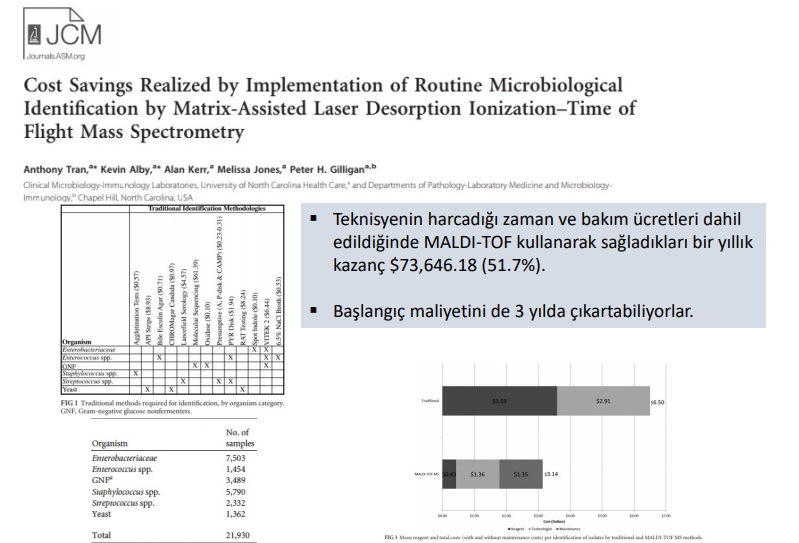 JCM
Journals.ASM.org
Cost Savings Realized by Implementation of Routine Microbiological
Identification by Matrix-Assisted Laser Desorption Ionization–Time of
Flight Mass Spectrometry
Anthony Tran,a* Kevin Alby,a* Alan Kerr,a Melissa Jones,a Peter H. Gilligana,b
Clinical Microbiology-Immunology Laboratories, University of North Carolina Health Care,a and Departments of Pathology-Laboratory Medicine and Microbiology-
Immunology,b Chapel Hill, North Carolina, USA
Traditional Identification Methodologies
Organism
Agglutination Tests ($0.57)
API Strips ($8.93)
Bile Esculin Agar ($0.71)
CHROMagar Candida ($0.97)
Lancefield Serology ($4.57)
Molecular Sequencing ($61.39)
Oxidase ($0.10)
Presumptive (A, P-disk & CAMP) ($0.23-0.31)
PYR Disk ($1.94)
RAT Testing ($8.24)
Spot Indole ($0.10)
VITEK 2 ($6.44)
6.5% NaCl Broth ($0.53)
Enterobacteriaceae X X
Enterococcus spp. X X X X
GNF X X X
Staphylococcus spp. X
Streptococcus spp. X X X
Yeast X X X
FIG 1 Traditional methods required for identification, by organism category.
GNF, Gram-negative glucose nonfermenters.
▪ Teknisyenin harcadığı zaman ve bakım ücretleri dahil
edildiğinde MALDI-TOF kullanarak sağladıkları bir yıllık
kazanç $73,646.18 (51.7%).
▪ Başlangıç maliyetini de 3 yılda çıkartabiliyorlar.
Organism No. of samples
Enterobacteriaceae 7,503
Enterococcus spp. 1,454
3,489
Staphylococcus spp. 5,790
Streptococcus spp. 2,332
Yeast 1,362
Total 21,930
Traditional $2.91 $6.50
MALDI-TOF MS $1.36 $1.35 $3.14
$0.00 $1.00 $2.00 $3.00 $4.00 $5.00 $6.00 $7.00
Cost (Dollars)
Reagent Technologist Maintenance
FIG 3 Mean reagent and total costs (with and without maintenance costs) per identification of isolates by traditional and MALDI-TOF MS methods.